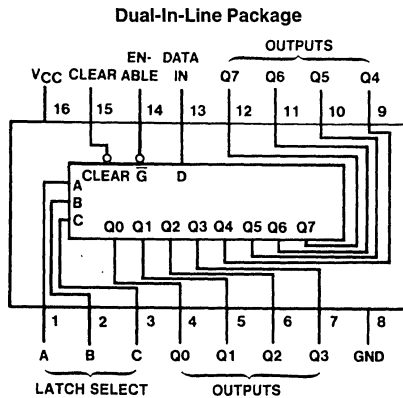 Dual-In-Line Package
OUTPUTS
EN- DATA
VCC CLEAR ABLE IN Q7 Q6 Q5 Q4
16 15 14 13 12 11 10 9
CLEAR G̅ D
A
B
C
Q0 Q1 Q2 Q3 Q4 Q5 Q6 Q7
1 2 3 4 5 6 7 8
A B C Q0 Q1 Q2 Q3 GND
LATCH SELECT OUTPUTS